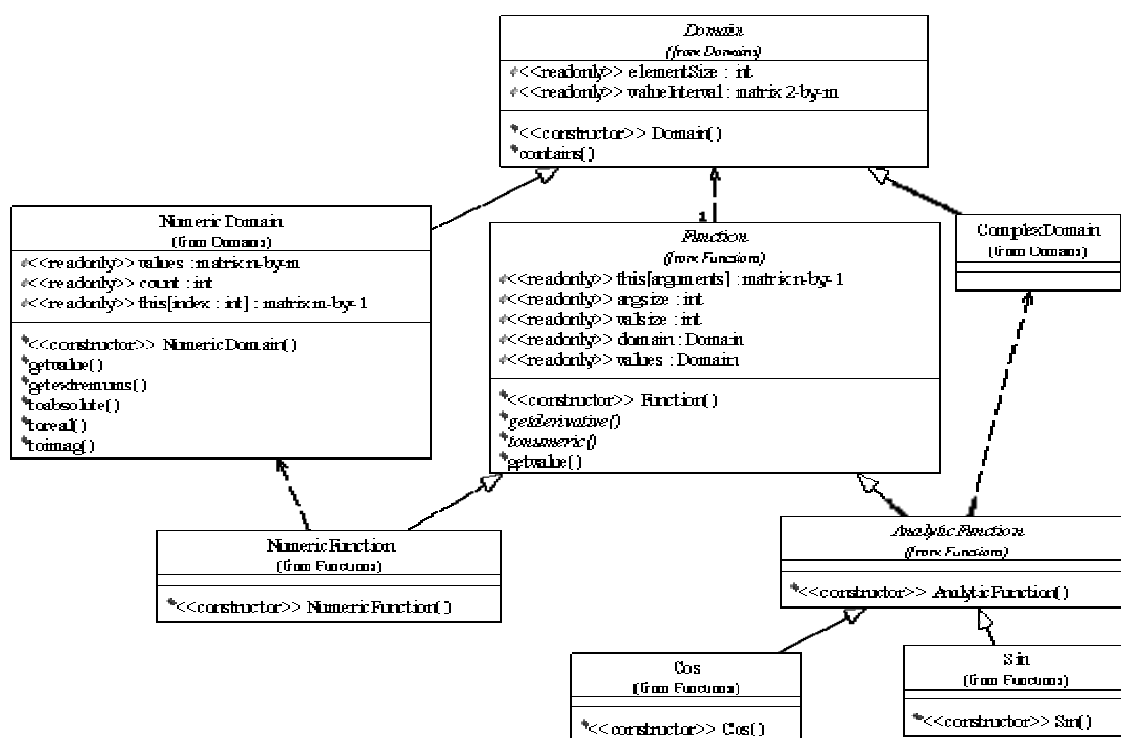 Domain
(from Domains)
<<readonly>> elementSize : int
<<readonly>> valueInterval : matrix 2-by-m
<<constructor>> Domain()
contains()
NumericDomain
(from Domains)
<<readonly>> values : matrix n-by-m
<<readonly>> count : int
<<readonly>> this[index : int] : matrix m-by-1
<<constructor>> NumericDomain()
getvalue()
getextremums()
toabsolute()
toreal()
toimag()
1
Function
(from Functions)
<<readonly>> this[arguments] : matrix n-by-1
<<readonly>> argsize : int
<<readonly>> valsize : int
<<readonly>> domain : Domain
<<readonly>> values : Domain
<<constructor>> Function()
getderivative()
tonumeric()
getvalue()
ComplexDomain
(from Domains)
NumericFunction
(from Functions)
<<constructor>> NumericFunction()
AnalyticFunction
(from Functions)
<<constructor>> AnalyticFunction()
Cos
(from Functions)
<<constructor>> Cos()
Sin
(from Functions)
<<constructor>> Sin()